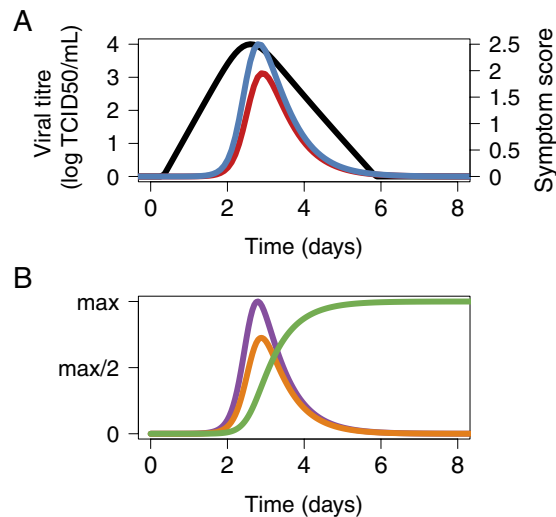 A
Viral titre
(log TCID50/mL)
4
3
2
1
0
2.5
2
1.5
1
0.5
0
Symptom score
0 2 4 6 8
Time (days)
B
max
max/2
0
0 2 4 6 8
Time (days)